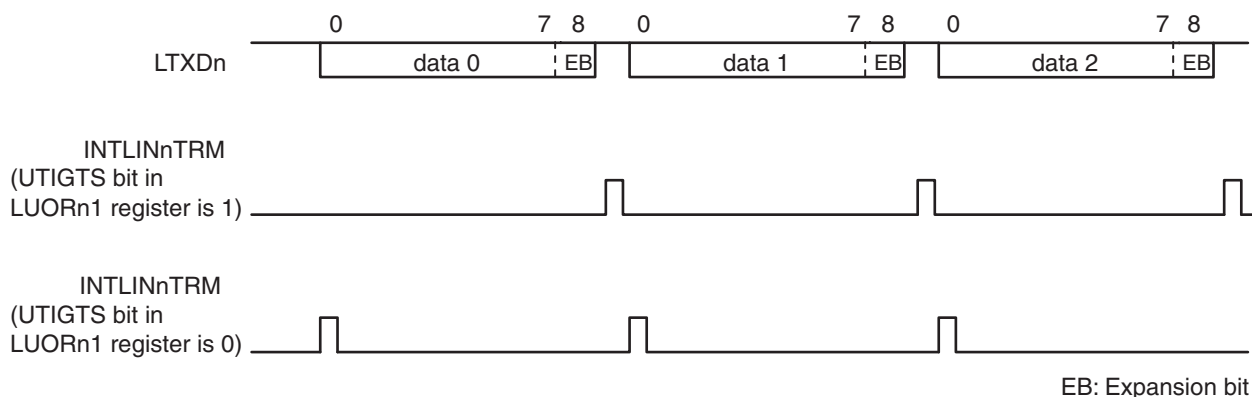 0 7 8 0 7 8 0 7 8
LTXDn data 0 EB data 1 EB data 2 EB
INTLINnTRM
(UTIGTS bit in
LUORn1 register is 1)
INTLINnTRM
(UTIGTS bit in
LUORn1 register is 0)
EB: Expansion bit